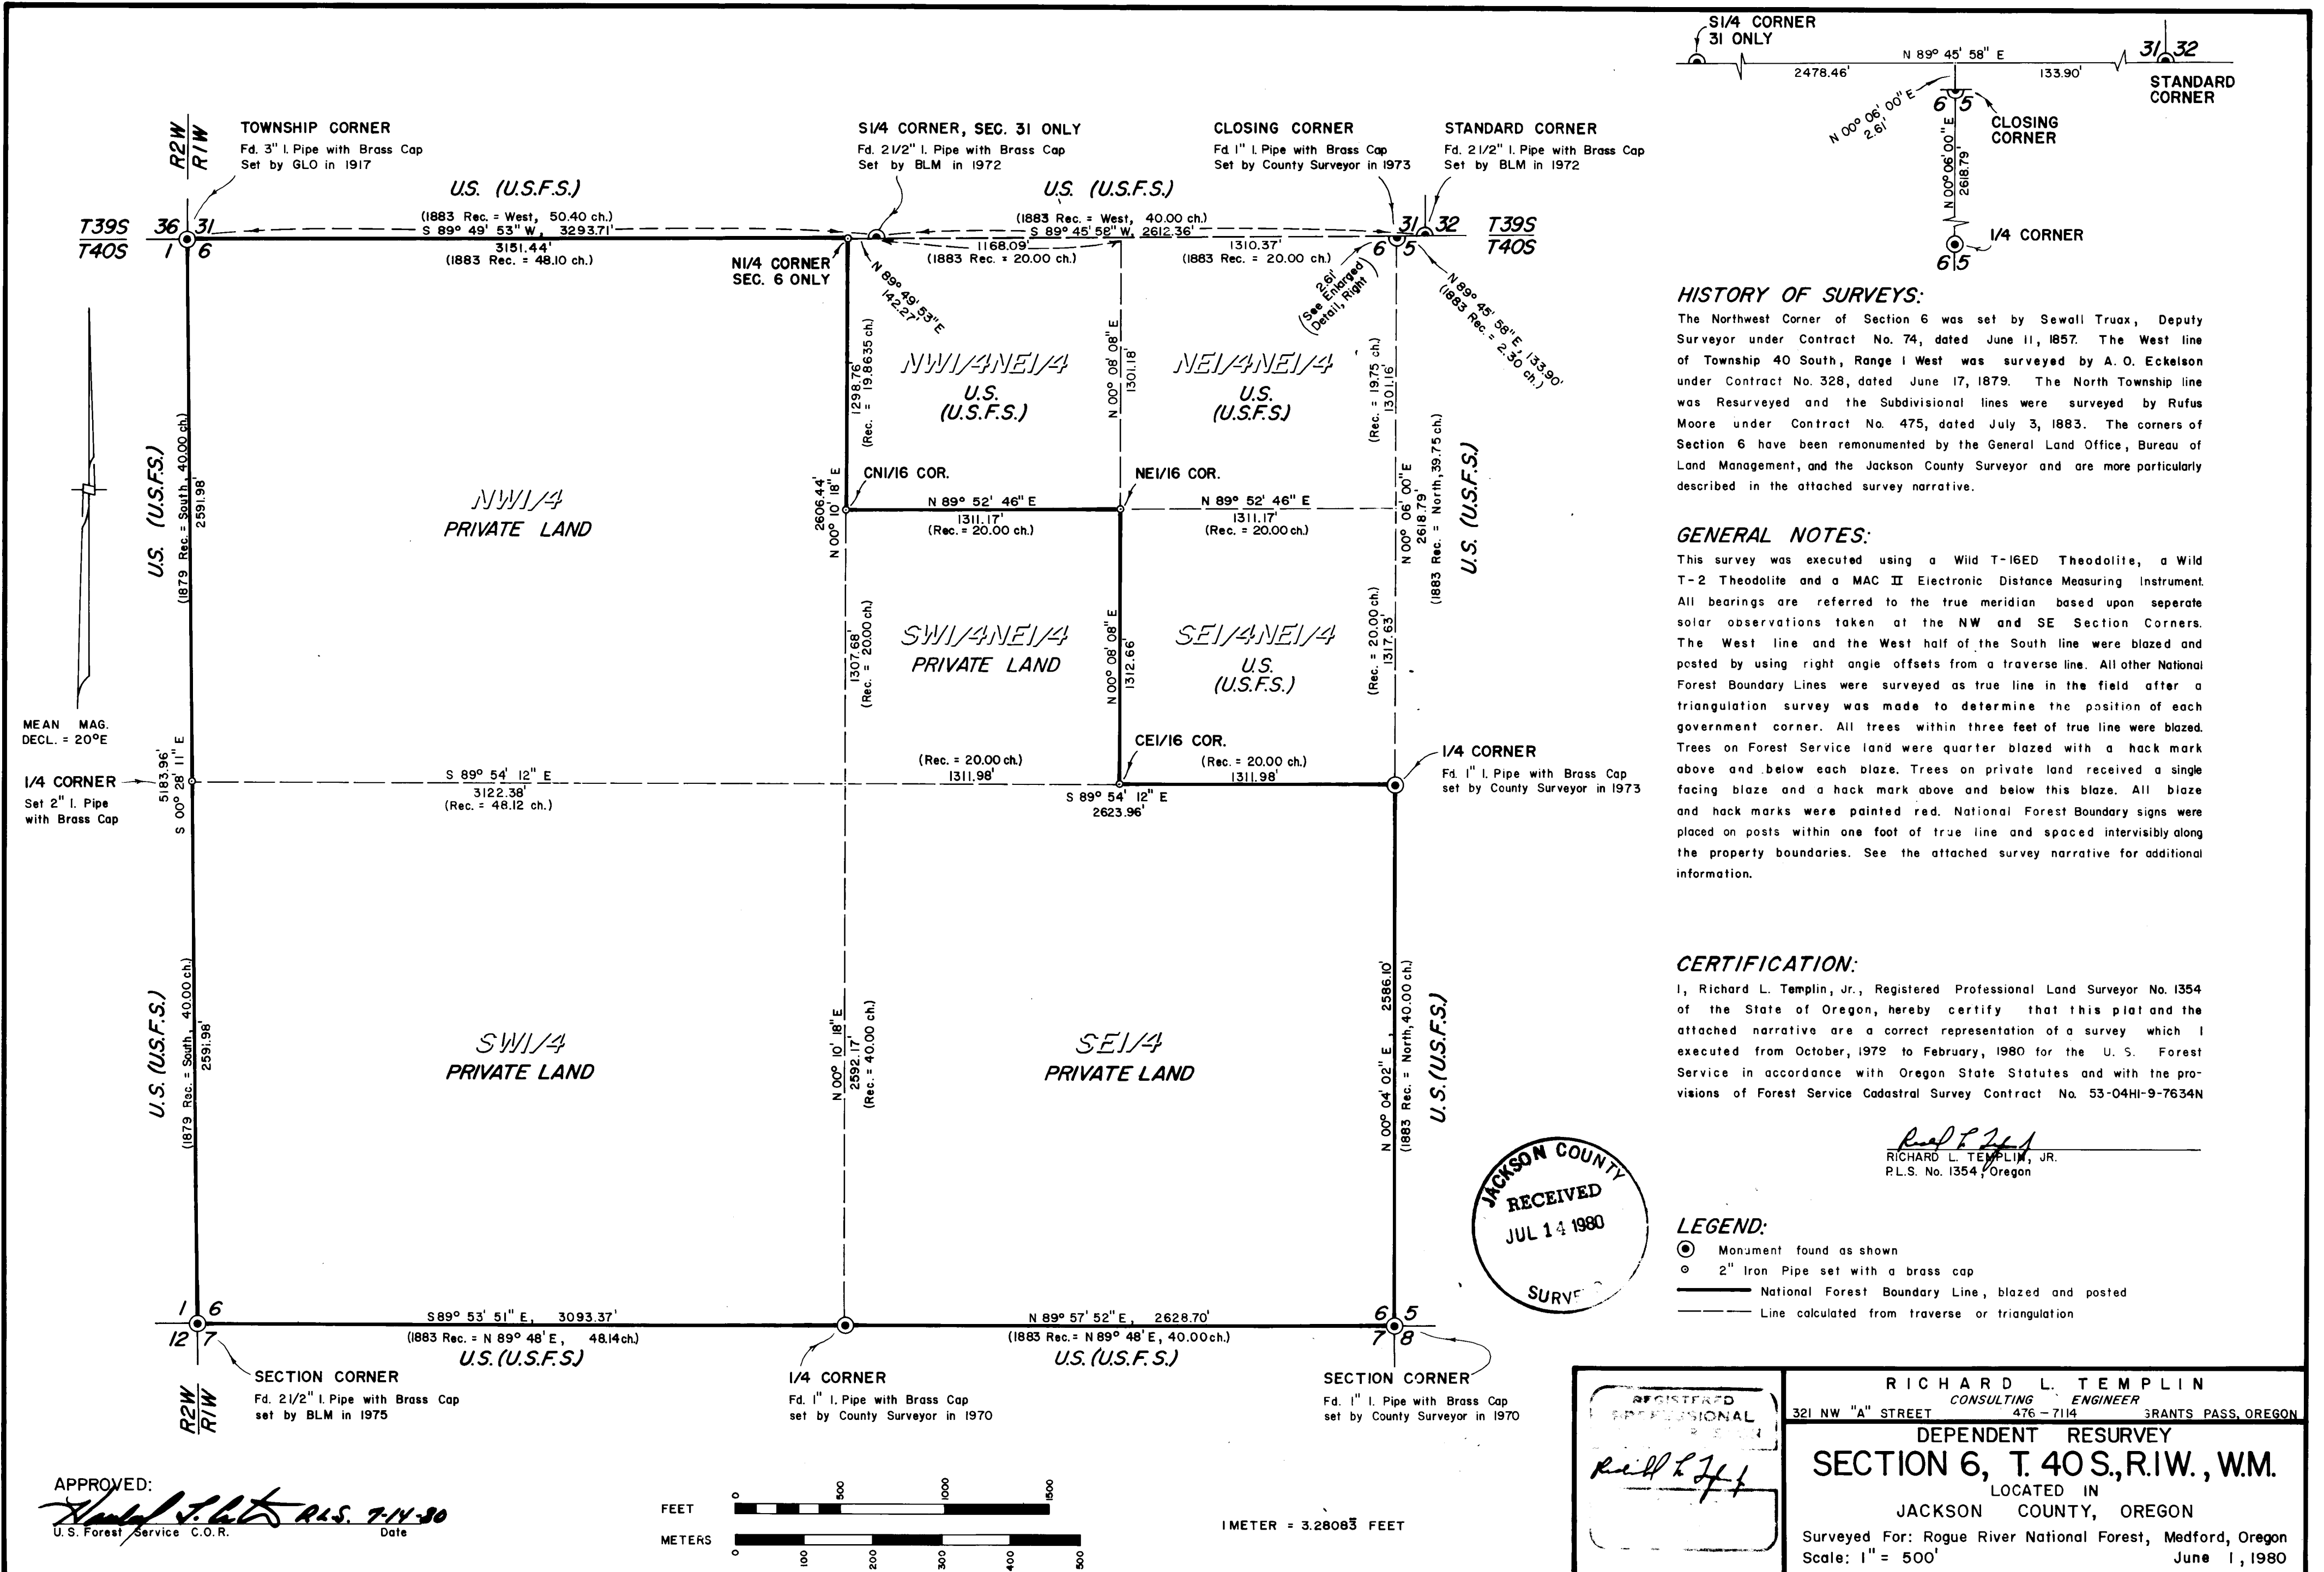 S1/4 CORNER
31 ONLY
N 89° 45' 58" E
2478.46'
133.90'
31 32
STANDARD
CORNER
N 00° 06' 00" E
2.61'
6 5
CLOSING
CORNER
N 00° 06' 00" E
2618.79'
1/4 CORNER
6 5
R2W
R1W
TOWNSHIP CORNER
Fd. 3" I. Pipe with Brass Cap
Set by GLO in 1917
S1/4 CORNER, SEC. 31 ONLY
Fd. 2 1/2" I. Pipe with Brass Cap
Set by BLM in 1972
CLOSING CORNER
Fd. 1" I. Pipe with Brass Cap
Set by County Surveyor in 1973
STANDARD CORNER
Fd. 2 1/2" I. Pipe with Brass Cap
Set by BLM in 1972
U.S. (U.S.F.S.)
(1883 Rec. = West, 50.40 ch.)
S 89° 49' 53" W, 3293.71'
3151.44'
(1883 Rec. = 48.10 ch.)
U.S. (U.S.F.S.)
(1883 Rec. = West, 40.00 ch.)
S 89° 45' 58" W, 2612.36'
1168.09'
(1883 Rec. = 20.00 ch.)
1310.37'
(1883 Rec. = 20.00 ch.)
T39S
T40S
36 31
1 6
31 32
6 5
T39S
T40S
N1/4 CORNER
SEC. 6 ONLY
N 89° 49' 53" E
142.27'
2.61'
(See Enlarged
Detail, Right)
N 89° 45' 58" E, 133.90'
(1883 Rec. = 2.30 ch.)
1298.76'
(Rec. = 19.8635 ch.)
N 00° 08' 08" E
1301.18'
(Rec. = 19.75 ch.)
1301.16'
NW1/4NE1/4
U.S.
(U.S.F.S.)
NE1/4NE1/4
U.S.
(U.S.F.S.)
U.S. (U.S.F.S.)
(1879 Rec. = South, 40.00 ch.)
2591.98'
NW1/4
PRIVATE LAND
2606.44'
N 00° 10' 18" E
CN1/16 COR.
NE1/16 COR.
N 89° 52' 46" E
1311.17'
(Rec. = 20.00 ch.)
N 89° 52' 46" E
1311.17'
(Rec. = 20.00 ch.)
N 00° 06' 00" E
2618.79'
(1883 Rec. = North, 39.75 ch.)
U.S. (U.S.F.S.)
1307.68'
(Rec. = 20.00 ch.)
SW1/4NE1/4
PRIVATE LAND
N 00° 08' 08" E
1312.66'
SE1/4NE1/4
U.S.
(U.S.F.S.)
(Rec. = 20.00 ch.)
1317.63'
MEAN MAG.
DECL. = 20°E
1/4 CORNER
Set 2" I. Pipe
with Brass Cap
5183.96'
S 00° 28' 11" E
S 89° 54' 12" E
3122.38'
(Rec. = 48.12 ch.)
(Rec. = 20.00 ch.)
1311.98'
CE1/16 COR.
(Rec. = 20.00 ch.)
1311.98'
S 89° 54' 12" E
2623.96'
1/4 CORNER
Fd. 1" I. Pipe with Brass Cap
set by County Surveyor in 1973
U.S. (U.S.F.S.)
(1879 Rec. = South, 40.00 ch.)
2591.98'
SW1/4
PRIVATE LAND
N 00° 10' 18" E
2592.17'
(Rec. = 40.00 ch.)
SE1/4
PRIVATE LAND
N 00° 04' 02" E, 2586.10'
(1883 Rec. = North, 40.00 ch.)
U.S. (U.S.F.S.)
1 6
12 7
S89° 53' 51" E, 3093.37'
(1883 Rec. = N 89° 48' E, 48.14ch.)
U.S. (U.S.F.S.)
N 89° 57' 52" E, 2628.70'
(1883 Rec. = N 89° 48' E, 40.00ch.)
U.S. (U.S.F.S.)
6 5
7 8
R2W
R1W
SECTION CORNER
Fd. 2 1/2" I. Pipe with Brass Cap
set by BLM in 1975
1/4 CORNER
Fd. 1" I. Pipe with Brass Cap
set by County Surveyor in 1970
SECTION CORNER
Fd. 1" I. Pipe with Brass Cap
set by County Surveyor in 1970
HISTORY OF SURVEYS:
The Northwest Corner of Section 6 was set by Sewall Truax, Deputy
Surveyor under Contract No. 74, dated June 11, 1857. The West line
of Township 40 South, Range 1 West was surveyed by A. O. Eckelson
under Contract No. 328, dated June 17, 1879. The North Township line
was Resurveyed and the Subdivisional lines were surveyed by Rufus
Moore under Contract No. 475, dated July 3, 1883. The corners of
Section 6 have been remonumented by the General Land Office, Bureau of
Land Management, and the Jackson County Surveyor and are more particularly
described in the attached survey narrative.
GENERAL NOTES:
This survey was executed using a Wild T-16ED Theodolite, a Wild
T-2 Theodolite and a MAC II Electronic Distance Measuring Instrument.
All bearings are referred to the true meridian based upon seperate
solar observations taken at the NW and SE Section Corners.
The West line and the West half of the South line were blazed and
posted by using right angle offsets from a traverse line. All other National
Forest Boundary Lines were surveyed as true line in the field after a
triangulation survey was made to determine the position of each
government corner. All trees within three feet of true line were blazed.
Trees on Forest Service land were quarter blazed with a hack mark
above and below each blaze. Trees on private land received a single
facing blaze and a hack mark above and below this blaze. All blaze
and hack marks were painted red. National Forest Boundary signs were
placed on posts within one foot of true line and spaced intervisibly along
the property boundaries. See the attached survey narrative for additional
information.
CERTIFICATION:
I, Richard L. Templin, Jr., Registered Professional Land Surveyor No. 1354
of the State of Oregon, hereby certify that this plat and the
attached narrative are a correct representation of a survey which I
executed from October, 1979 to February, 1980 for the U. S. Forest
Service in accordance with Oregon State Statutes and with the pro-
visions of Forest Service Cadastral Survey Contract No. 53-04H1-9-7634N
RICHARD L. TEMPLIN, JR.
P.L.S. No. 1354, Oregon
JACKSON COUNTY
RECEIVED
JUL 14 1980
LEGEND:
Monument found as shown
2" Iron Pipe set with a brass cap
National Forest Boundary Line, blazed and posted
Line calculated from traverse or triangulation
APPROVED:
R.L.S. 7-14-80
U.S. Forest Service C.O.R. Date
FEET 0 500 1000 1500
METERS 0 100 200 300 400 500
1 METER = 3.28083 FEET
REGISTERED
PROFESSIONAL
RICHARD L. TEMPLIN
CONSULTING ENGINEER
321 NW "A" STREET 476-7114 GRANTS PASS, OREGON
DEPENDENT RESURVEY
SECTION 6, T. 40 S., R.1W., W.M.
LOCATED IN
JACKSON COUNTY, OREGON
Surveyed For: Rogue River National Forest, Medford, Oregon
Scale: 1" = 500' June 1, 1980